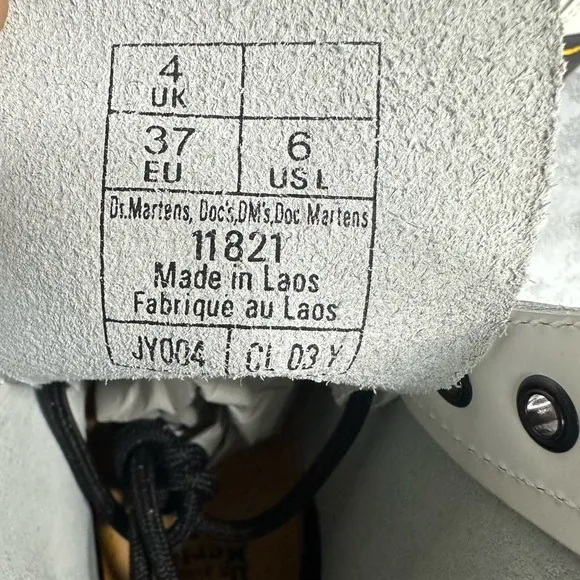 4
UK
37 6
EU US L
Dr.Martens, Doc's,DM's,Doc Martens
11821
Made in Laos
Fabriqué au Laos
JY004 CL 03 Y